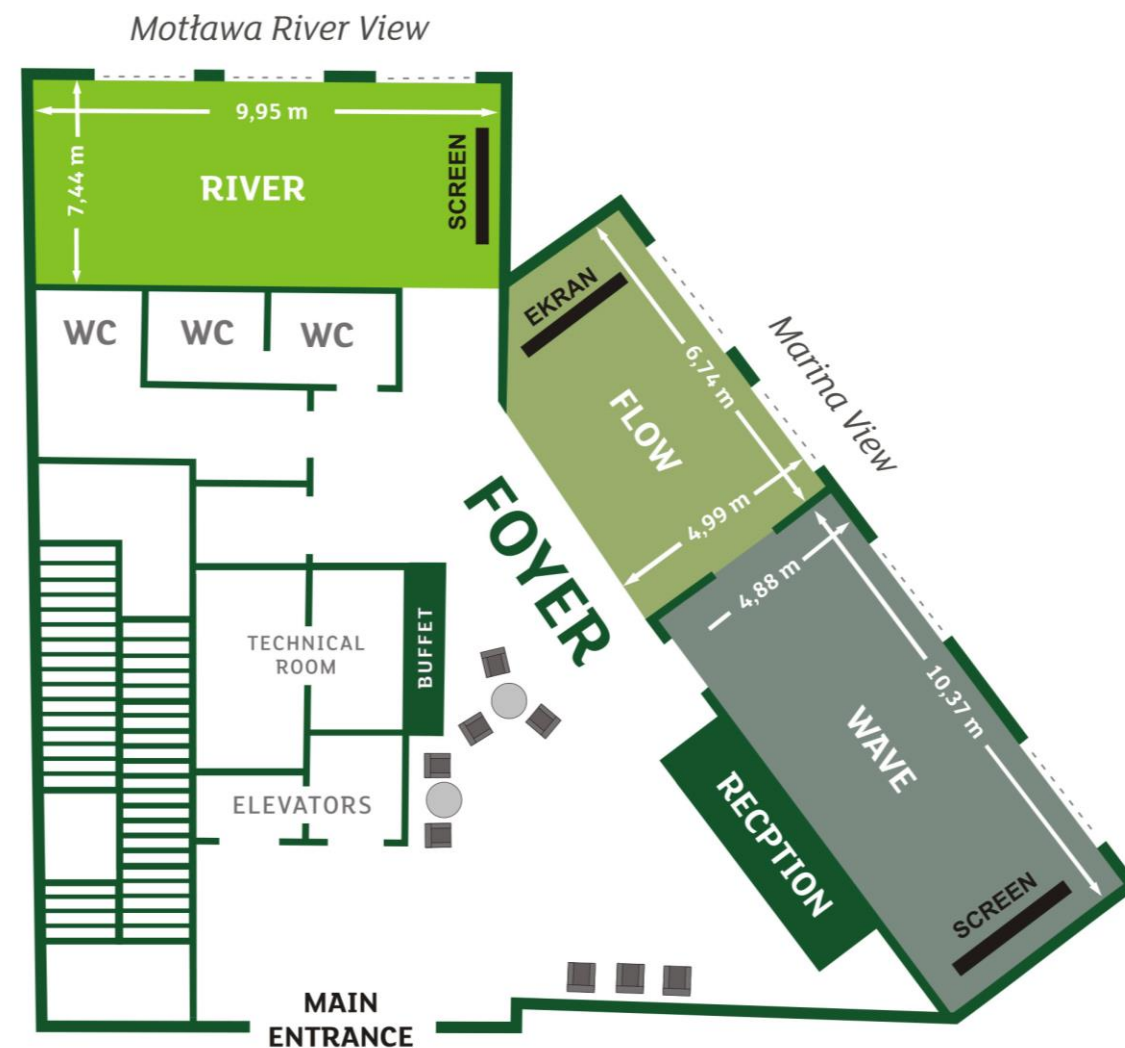 Motława River View
9,95 m
7,44 m
RIVER
SCREEN
WC
WC
WC
EKRAN
6,74 m
Marina View
FLOW
4,99 m
FOYER
4,88 m
10,37 m
WAVE
TECHNICAL
ROOM
BUFFET
ELEVATORS
RECPTION
SCREEN
MAIN
ENTRANCE